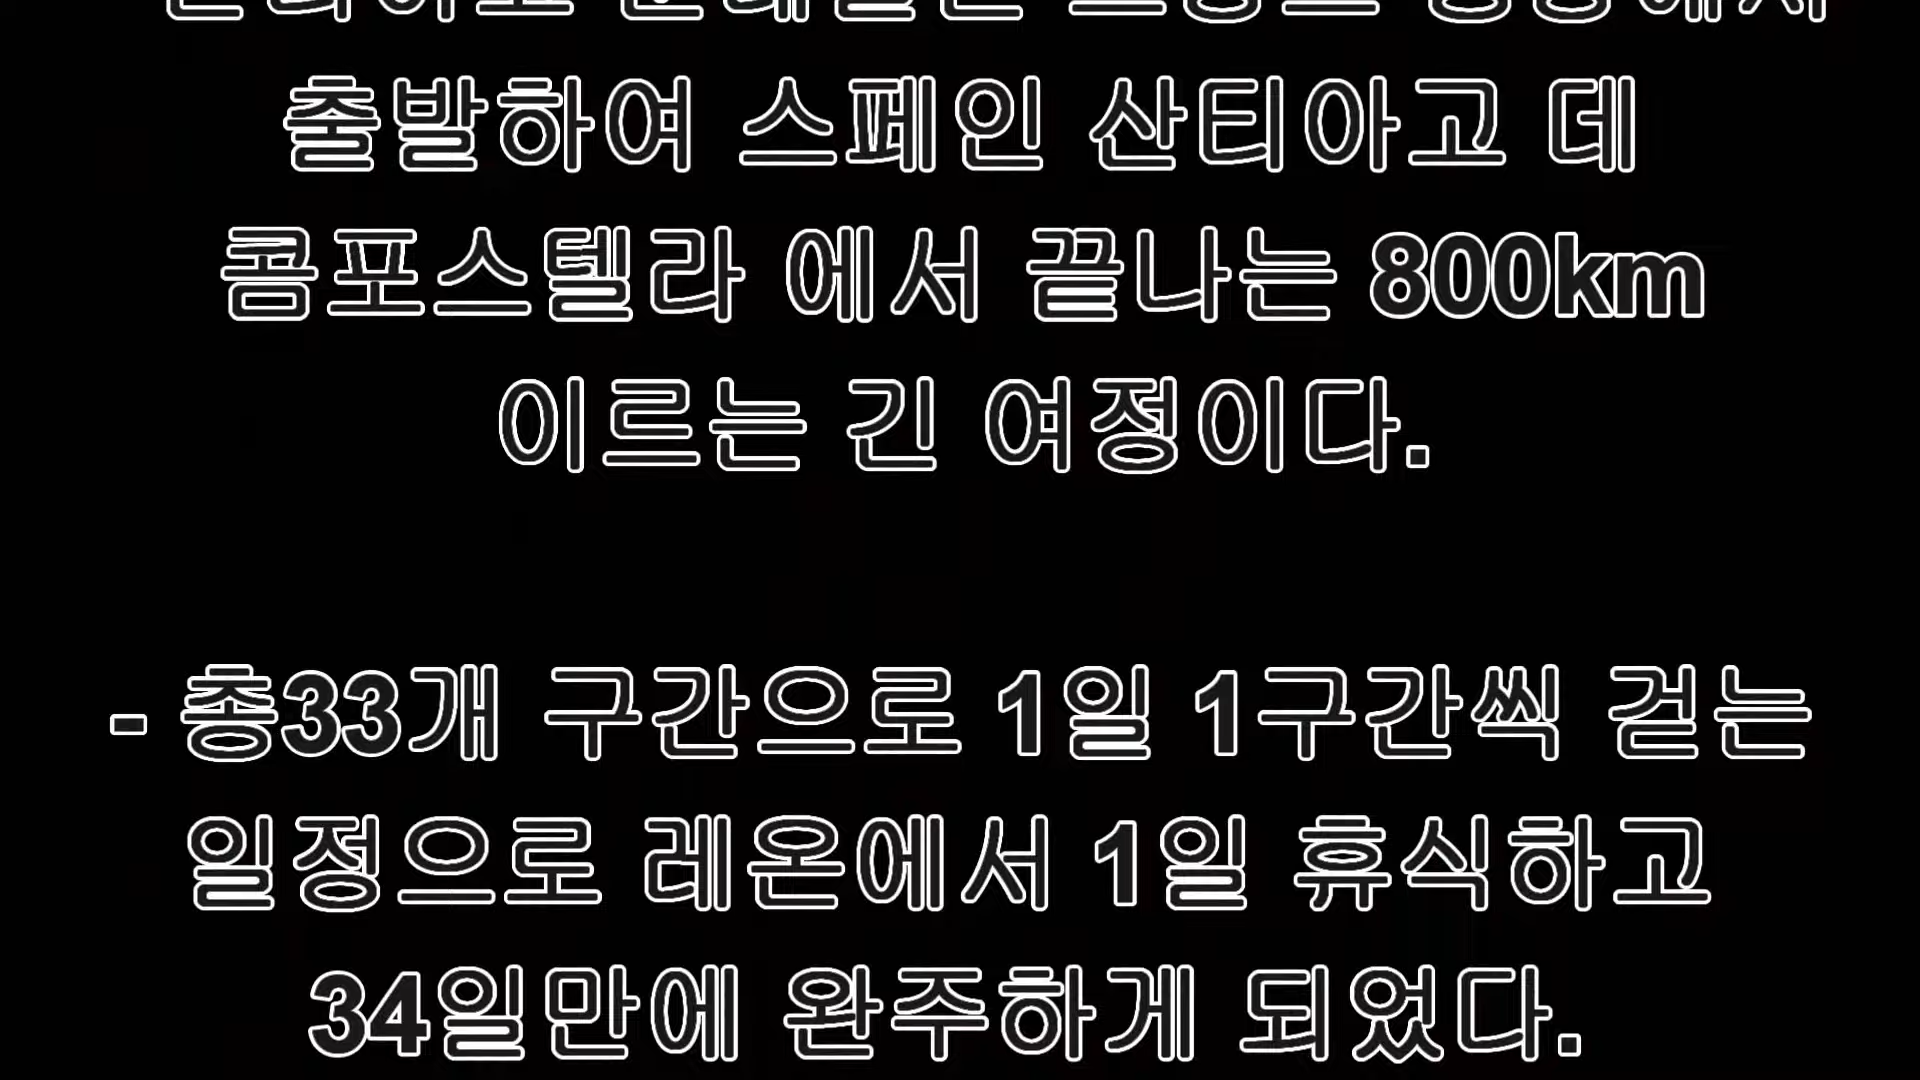 출발하여 스페인 산티아고 데
콤포스텔라 에서 끝나는 800km
이르는 긴 여정이다.
- 총33개 구간으로 1일 1구간씩 걷는
일정으로 레온에서 1일 휴식하고
34일만에 완주하게 되었다.